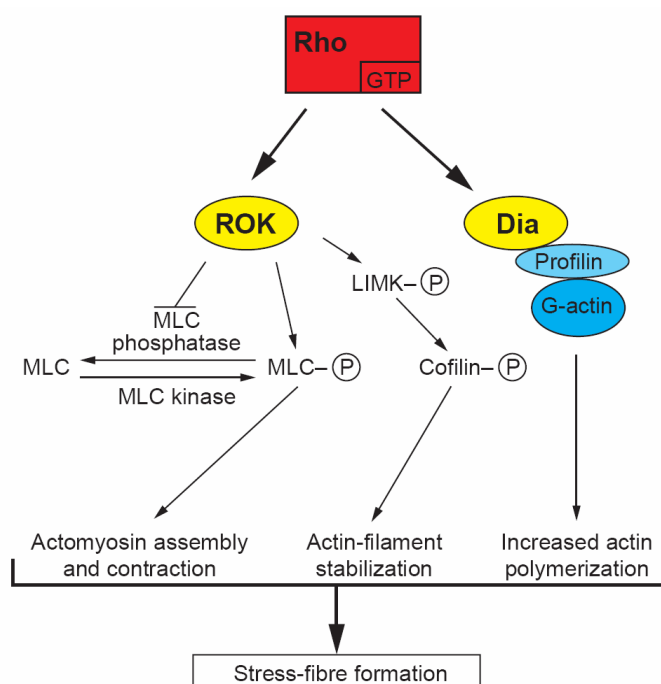 Rho
GTP
ROK
Dia
Profilin
G-actin
LIMK– P
MLC
phosphatase
MLC
MLC– P
MLC kinase
Cofilin– P
Actomyosin assembly
and contraction
Actin-filament
stabilization
Increased actin
polymerization
Stress-fibre formation